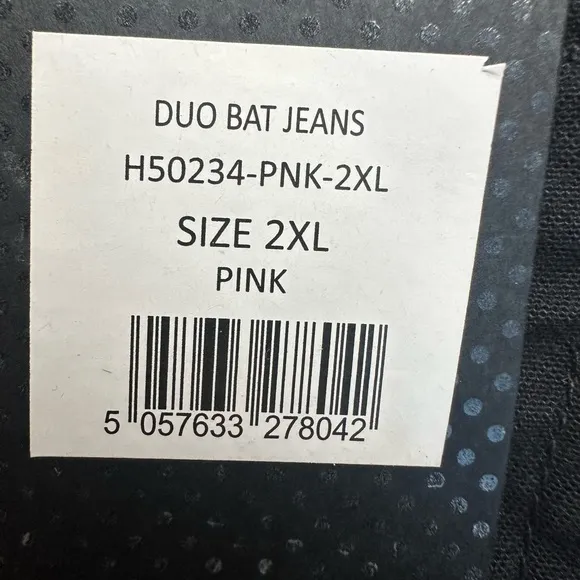 DUO BAT JEANS
H50234-PNK-2XL
SIZE 2XL
PINK
5 057633 278042